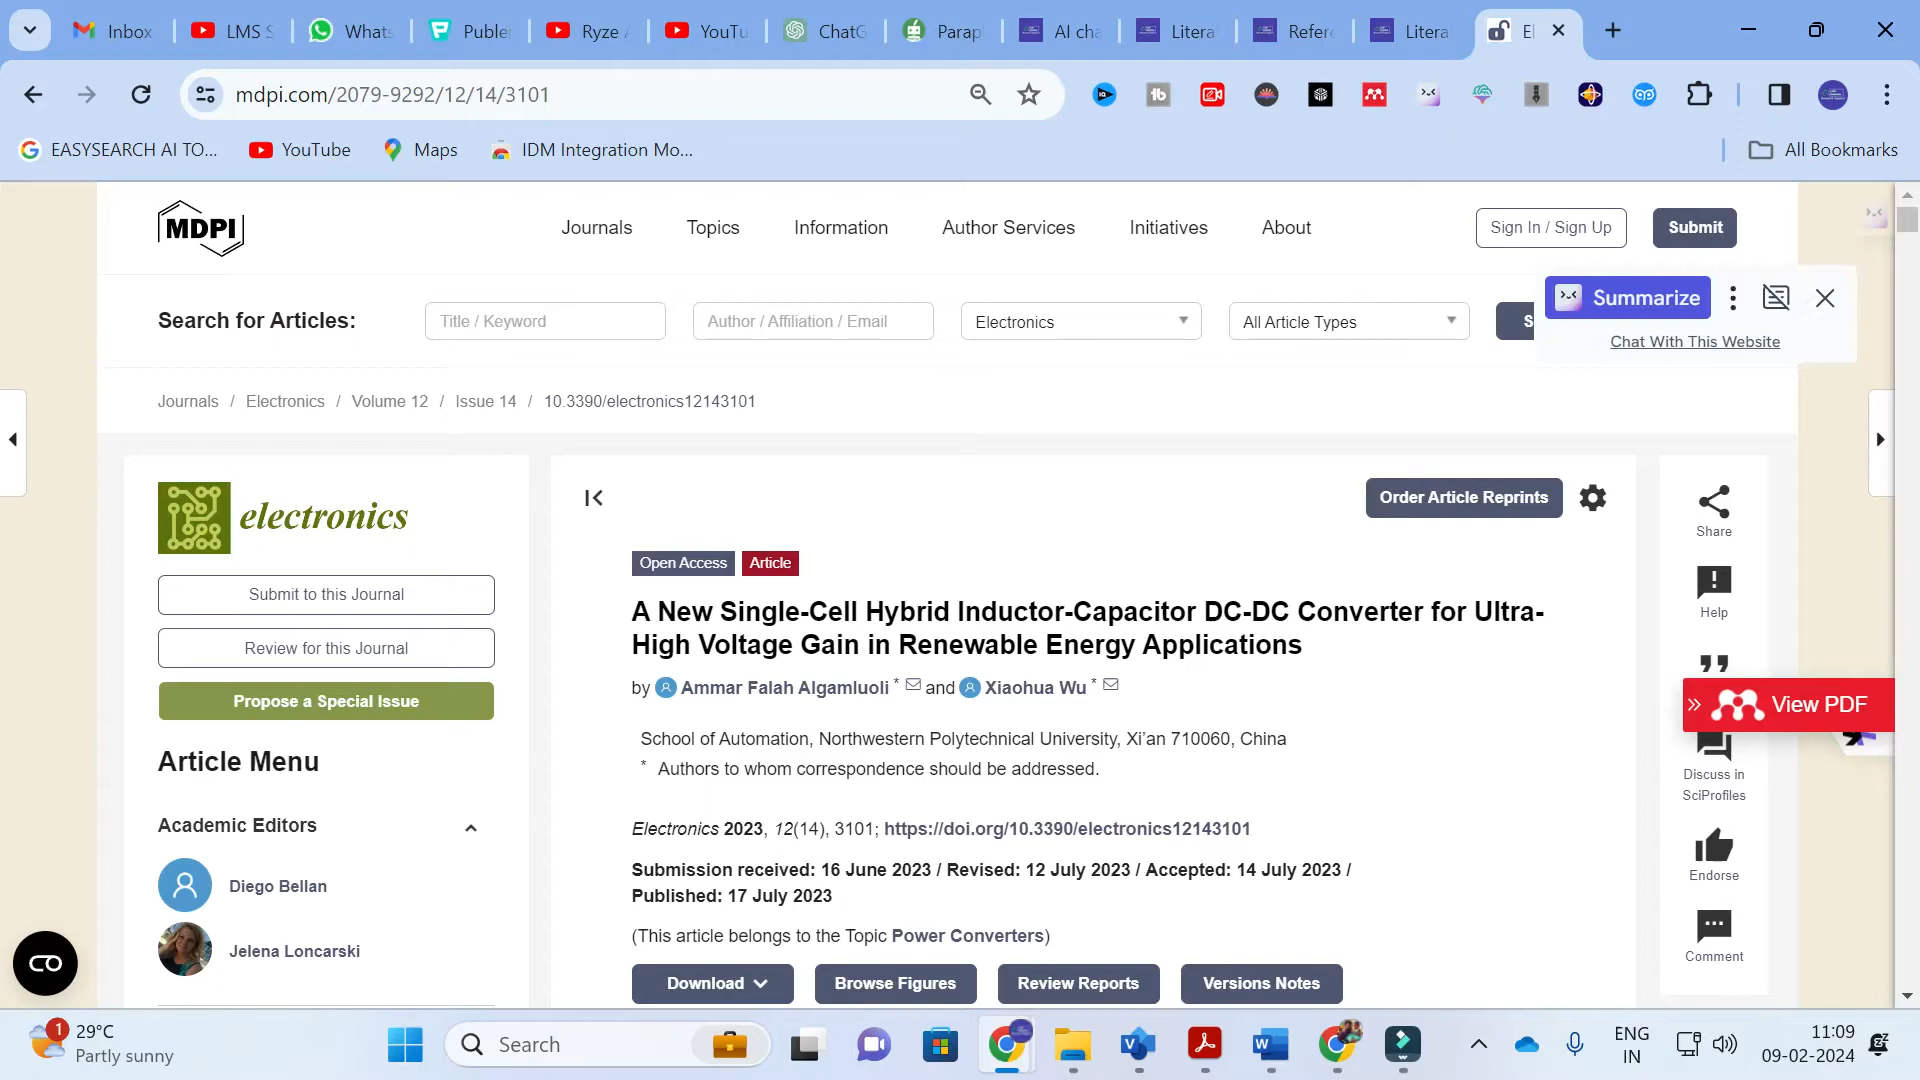 Inbox
LMS S
Whats
Publer
Ryze A
YouTu
ChatG
Parap
AI cha
Litera
Refere
Litera
El
mdpi.com/2079-9292/12/14/3101
EASYSEARCH AI TO...
YouTube
Maps
IDM Integration Mo...
All Bookmarks
MDPI
Journals
Topics
Information
Author Services
Initiatives
About
Sign In / Sign Up
Submit
Search for Articles:
Title / Keyword
Author / Affiliation / Email
Electronics
All Article Types
S
Summarize
Chat With This Website
Journals / Electronics / Volume 12 / Issue 14 / 10.3390/electronics12143101
electronics
Submit to this Journal
Review for this Journal
Propose a Special Issue
Article Menu
Academic Editors
Diego Bellan
Jelena Loncarski
Order Article Reprints
Open Access Article
A New Single-Cell Hybrid Inductor-Capacitor DC-DC Converter for Ultra-
High Voltage Gain in Renewable Energy Applications
by Ammar Falah Algamluoli * and Xiaohua Wu *
School of Automation, Northwestern Polytechnical University, Xi’an 710060, China
* Authors to whom correspondence should be addressed.
Electronics 2023, 12(14), 3101; https://doi.org/10.3390/electronics12143101
Submission received: 16 June 2023 / Revised: 12 July 2023 / Accepted: 14 July 2023 /
Published: 17 July 2023
(This article belongs to the Topic Power Converters)
Download
Browse Figures
Review Reports
Versions Notes
Share
Help
View PDF
Discuss in
SciProfiles
Endorse
Comment
1
29°C
Partly sunny
Search
ENG
IN
11:09
09-02-2024